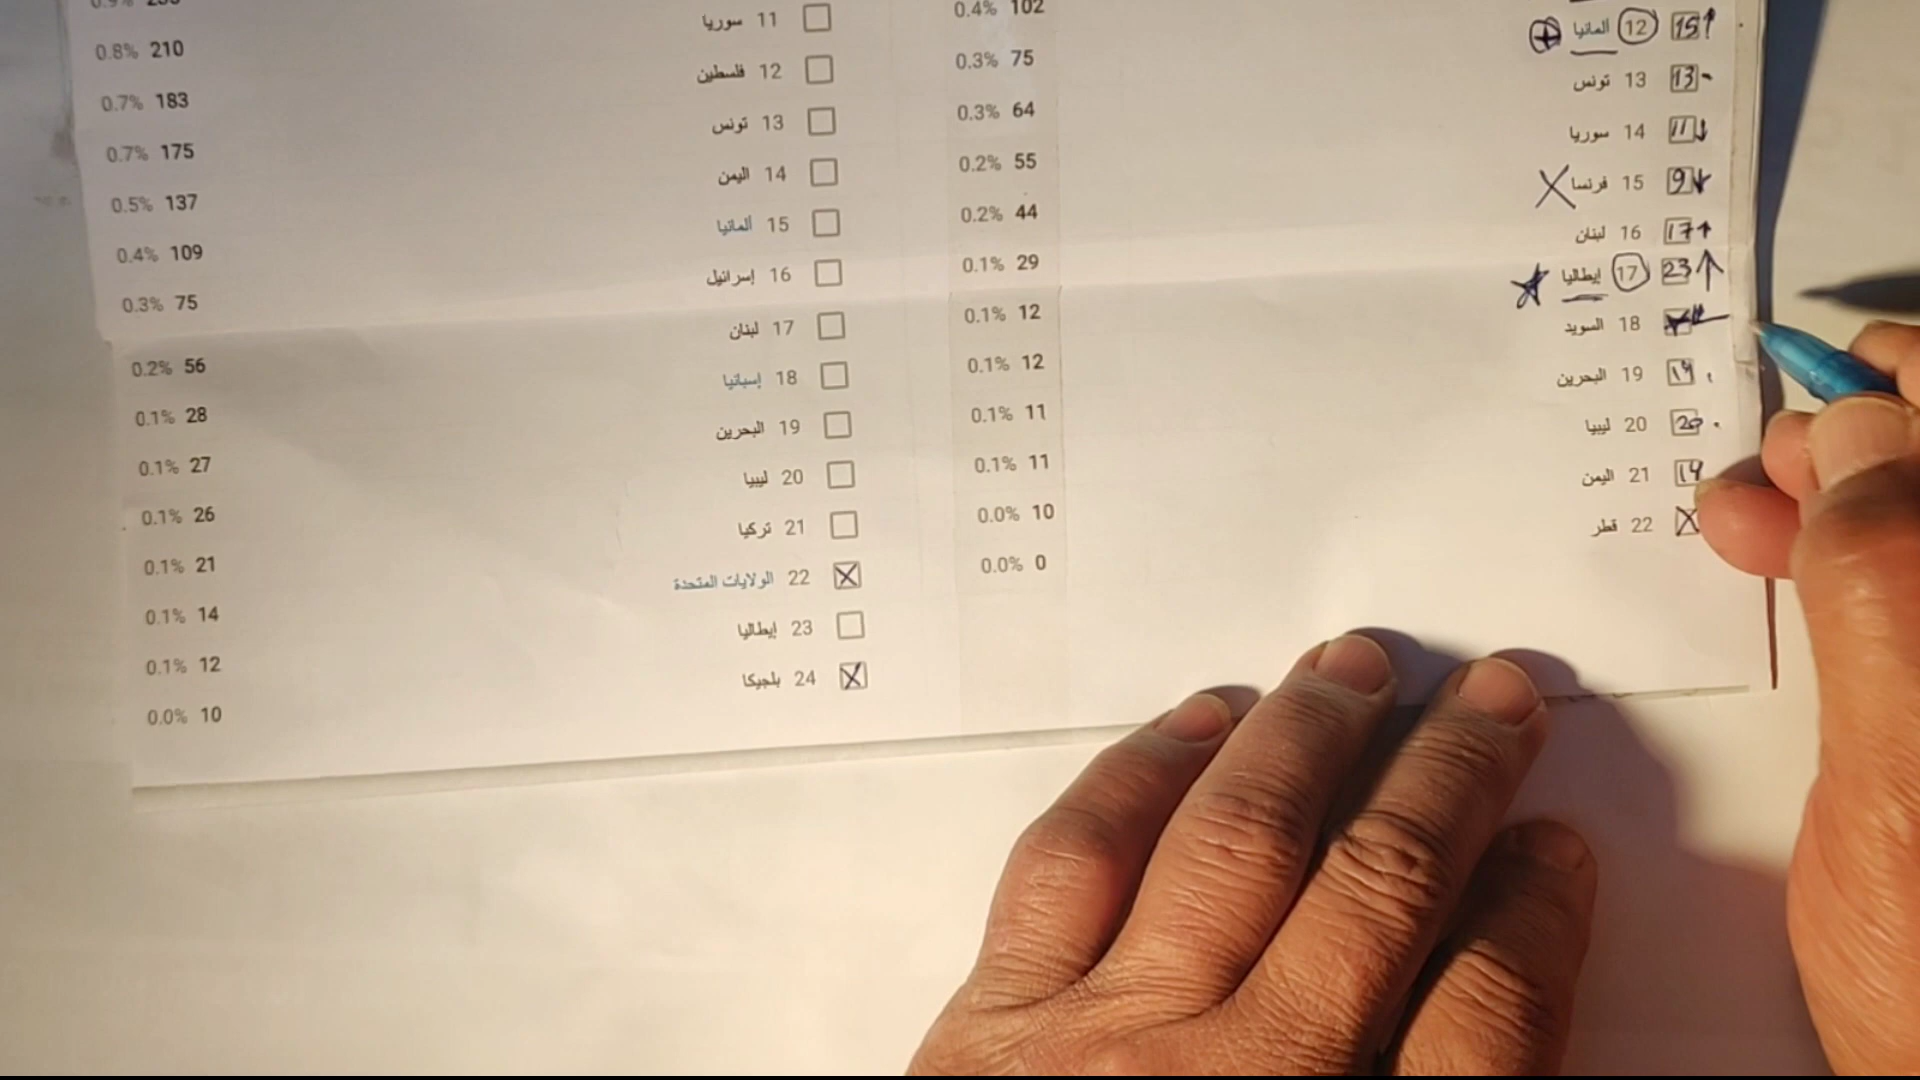 12 ألمانيا 15↑
0.4% 102
13 تونس 13-
0.3% 75
14 سوريا 11↓
0.3% 64
15 فرنسا 9↓ X
0.2% 55
16 لبنان 17↑
0.2% 44
17 إيطاليا 23↑
0.1% 29
18 السويد
0.1% 12
19 البحرين 19
0.1% 12
20 ليبيا 20
0.1% 11
21 اليمن 14
0.1% 11
22 قطر X
0.0% 10
0.0% 0
11 سوريا
0.8% 210
12 فلسطين
0.7% 183
13 تونس
0.7% 175
14 اليمن
0.5% 137
15 ألمانيا
0.4% 109
16 إسرائيل
0.3% 75
17 لبنان
0.2% 56
18 إسبانيا
0.1% 28
19 البحرين
0.1% 27
20 ليبيا
0.1% 26
21 تركيا
0.1% 21
22 الولايات المتحدة X
0.1% 14
23 إيطاليا
0.1% 12
24 بلجيكا X
0.0% 10